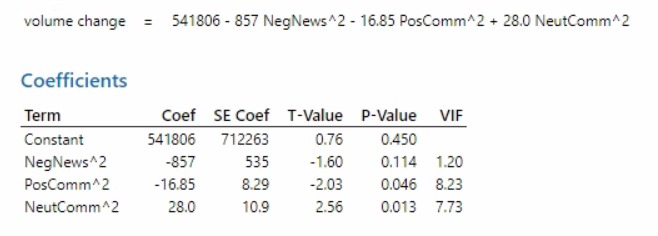 volume change = 541806 - 857 NegNews^2 - 16.85 PosComm^2 + 28.0 NeutComm^2
Coefficients
Term Coef SE Coef T-Value P-Value VIF
Constant 541806 712263 0.76 0.450
NegNews^2 -857 535 -1.60 0.114 1.20
PosComm^2 -16.85 8.29 -2.03 0.046 8.23
NeutComm^2 28.0 10.9 2.56 0.013 7.73